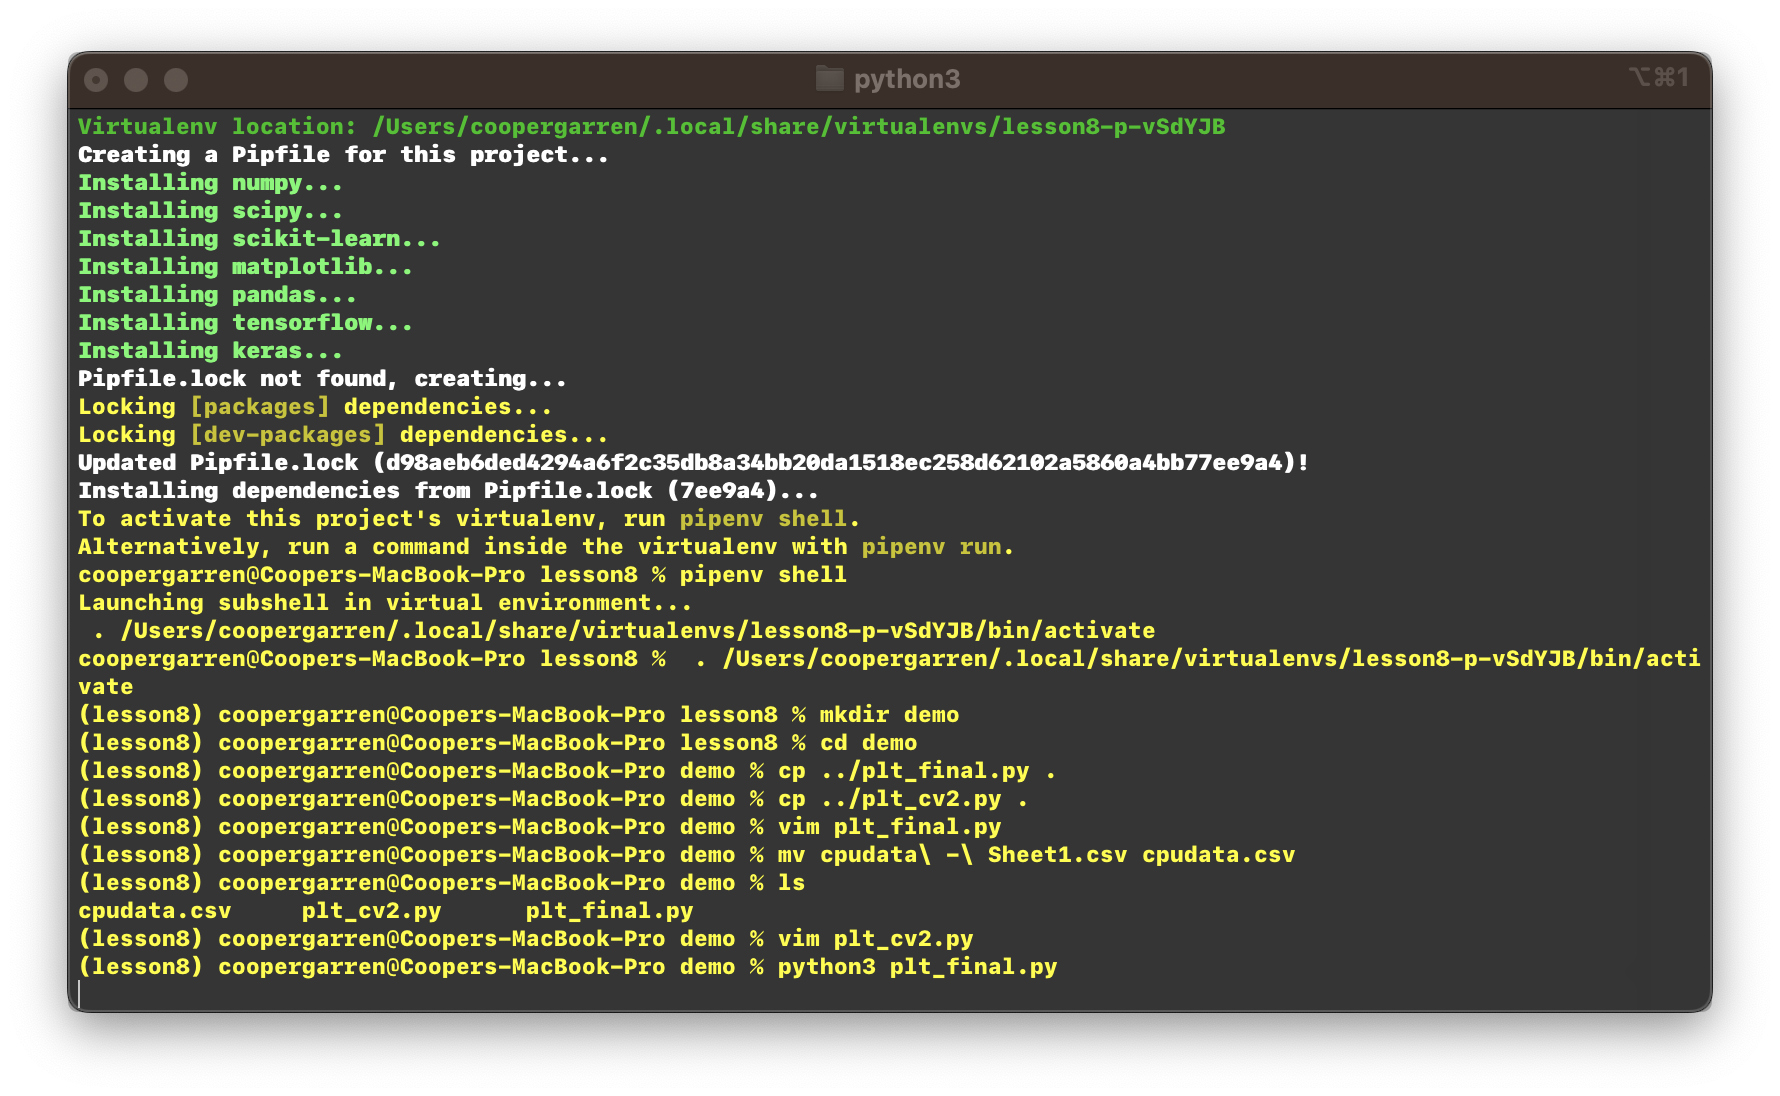 python3
⌥⌘1
Virtualenv location: /Users/coopergarren/.local/share/virtualenvs/lesson8-p-vSdYJB
Creating a Pipfile for this project...
Installing numpy...
Installing scipy...
Installing scikit-learn...
Installing matplotlib...
Installing pandas...
Installing tensorflow...
Installing keras...
Pipfile.lock not found, creating...
Locking [packages] dependencies...
Locking [dev-packages] dependencies...
Updated Pipfile.lock (d98aeb6ded4294a6f2c35db8a34bb20da1518ec258d62102a5860a4bb77ee9a4)!
Installing dependencies from Pipfile.lock (7ee9a4)...
To activate this project's virtualenv, run pipenv shell.
Alternatively, run a command inside the virtualenv with pipenv run.
coopergarren@Coopers-MacBook-Pro lesson8 % pipenv shell
Launching subshell in virtual environment...
 . /Users/coopergarren/.local/share/virtualenvs/lesson8-p-vSdYJB/bin/activate
coopergarren@Coopers-MacBook-Pro lesson8 %  . /Users/coopergarren/.local/share/virtualenvs/lesson8-p-vSdYJB/bin/acti
vate
(lesson8) coopergarren@Coopers-MacBook-Pro lesson8 % mkdir demo
(lesson8) coopergarren@Coopers-MacBook-Pro lesson8 % cd demo
(lesson8) coopergarren@Coopers-MacBook-Pro demo % cp ../plt_final.py .
(lesson8) coopergarren@Coopers-MacBook-Pro demo % cp ../plt_cv2.py .
(lesson8) coopergarren@Coopers-MacBook-Pro demo % vim plt_final.py
(lesson8) coopergarren@Coopers-MacBook-Pro demo % mv cpudata\ -\ Sheet1.csv cpudata.csv
(lesson8) coopergarren@Coopers-MacBook-Pro demo % ls
cpudata.csv     plt_cv2.py      plt_final.py
(lesson8) coopergarren@Coopers-MacBook-Pro demo % vim plt_cv2.py
(lesson8) coopergarren@Coopers-MacBook-Pro demo % python3 plt_final.py